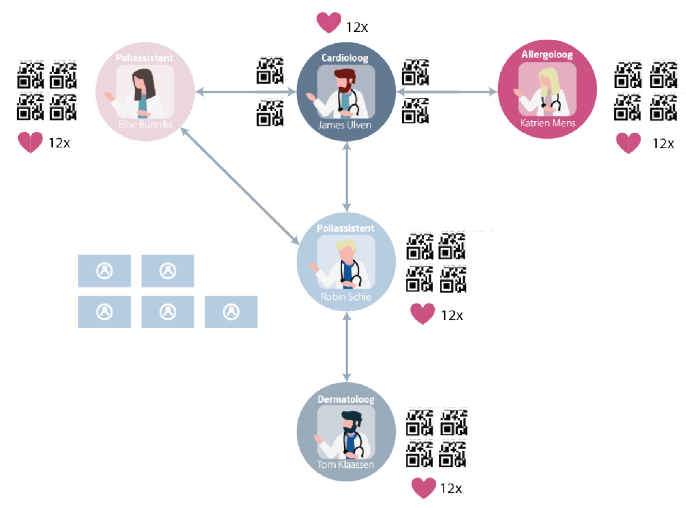 12x
Poliassistent
Elise Bunniks
12x
Cardioloog
James Ulven
Allergoloog
Katrien Mens
12x
Poliassistent
Robin Schie
12x
Dermatoloog
Tom Klaassen
12x